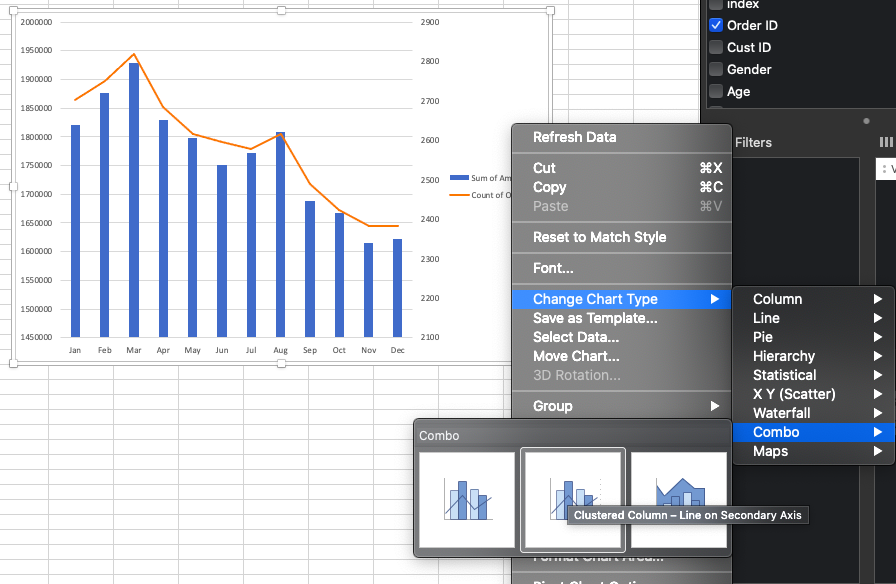 2000000
1950000
1900000
1850000
1800000
1750000
1700000
1650000
1600000
1550000
1500000
1450000
Jan Feb Mar Apr May Jun Jul Aug Sep Oct Nov Dec
2900
2800
2700
2600
2500
2400
2300
2200
2100
Sum of Am
Count of O
index
Order ID
Cust ID
Gender
Age
Filters
Refresh Data
Cut ⌘X
Copy ⌘C
Paste ⌘V
Reset to Match Style
Font...
Change Chart Type
Save as Template...
Select Data...
Move Chart...
3D Rotation...
Group
Column
Line
Pie
Hierarchy
Statistical
X Y (Scatter)
Waterfall
Combo
Maps
Combo
Clustered Column – Line on Secondary Axis
Format Chart Area...